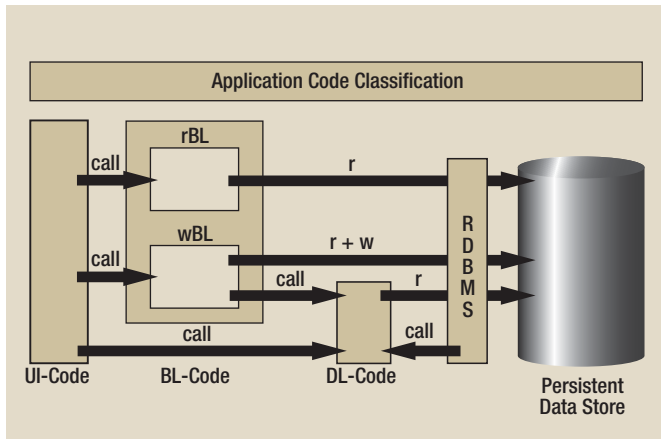 Application Code Classification
rBL
call
r
wBL
call
r + w
call
r
call
call
R
D
B
M
S
UI-Code
BL-Code
DL-Code
Persistent
Data Store